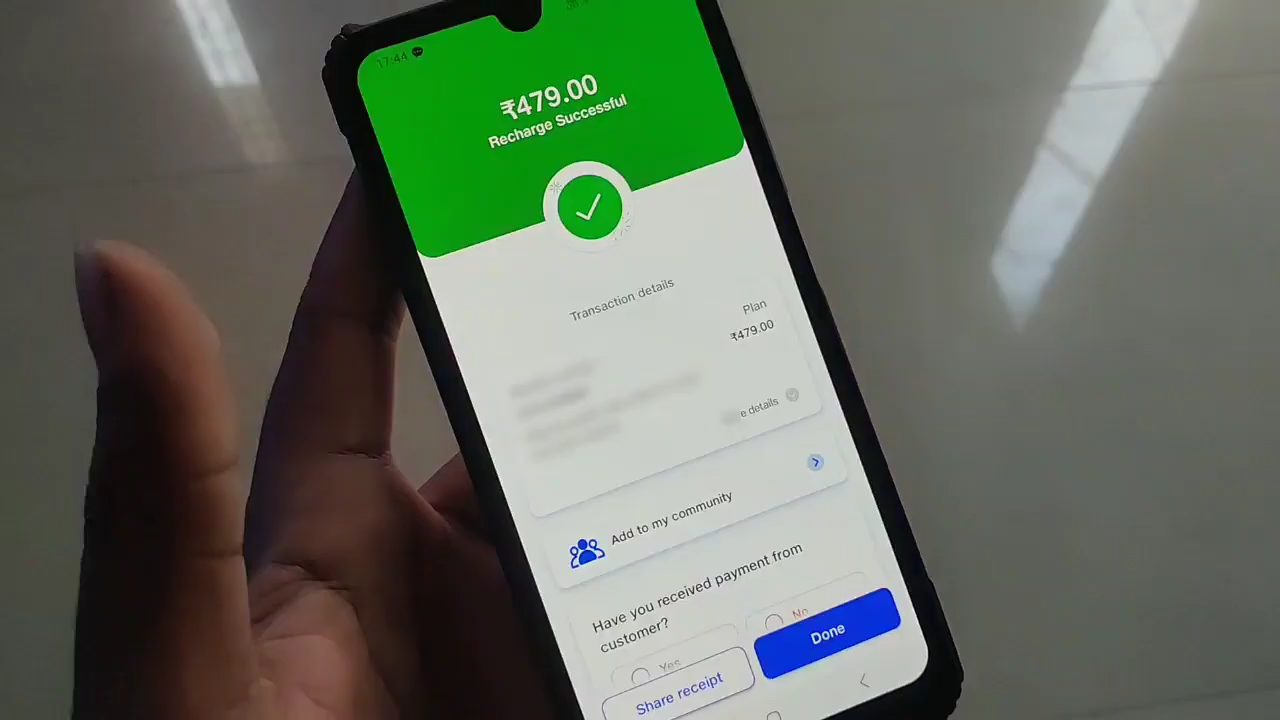 17:44
₹479.00
Recharge Successful
Transaction details
Plan
₹479.00
e details
Add to my community
Have you received payment from
customer?
Yes
No
Share receipt
Done